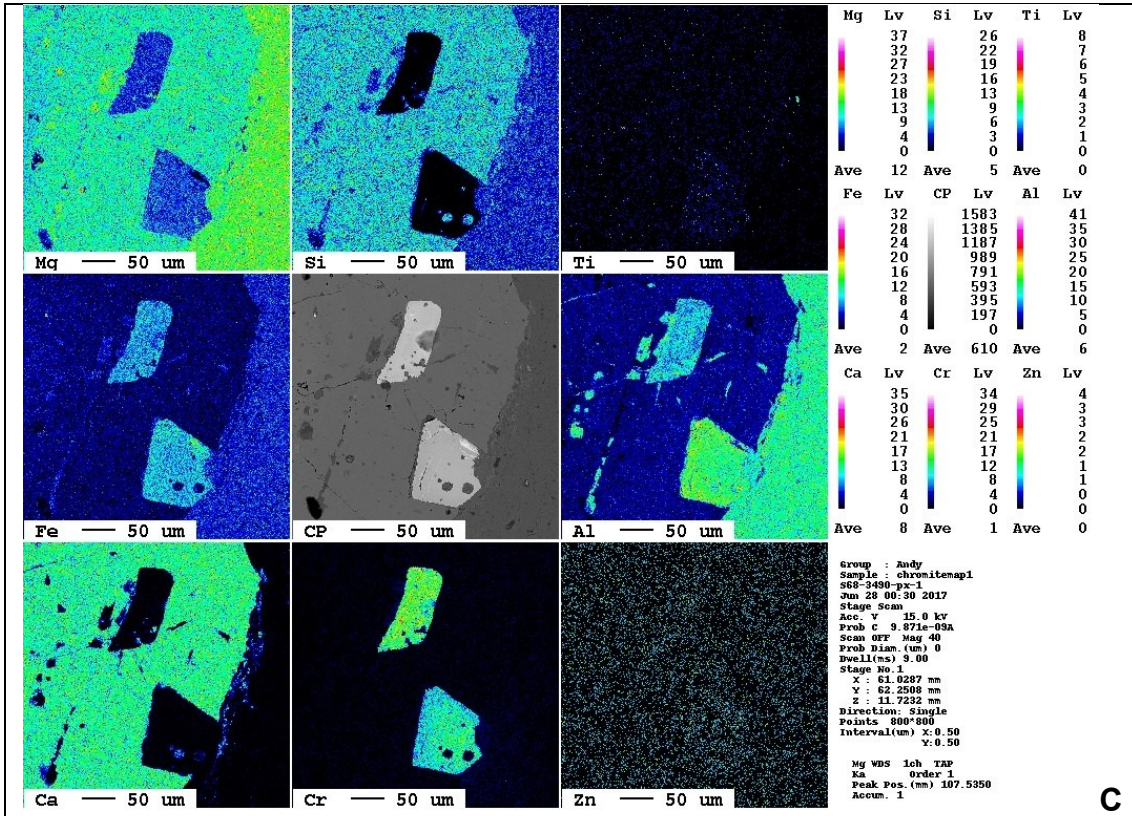 Mg 50 um
Si 50 um
Ti 50 um
Fe 50 um
CP 50 um
Al 50 um
Ca 50 um
Cr 50 um
Zn 50 um
Mg Lv Si Lv Ti Lv
37 26 8
32 22 7
27 19 6
23 16 5
18 13 4
13 9 3
9 6 2
4 3 1
0 0 0
Ave 12 Ave 5 Ave 0
Fe Lv CP Lv Al Lv
32 1583 41
28 1385 35
24 1187 30
20 989 25
16 791 20
12 593 15
8 395 10
4 197 5
0 0 0
Ave 2 Ave 610 Ave 6
Ca Lv Cr Lv Zn Lv
35 34 4
30 29 3
26 25 3
21 21 2
17 17 2
13 12 1
8 8 1
4 4 0
0 0 0
Ave 8 Ave 1 Ave 0
Group : Andy
Sample : chromitemap1
S68-3490-px-1
Jun 28 00:30 2017
Stage Scan
Acc. V 15.0 kV
Prob C 9.871e-09A
Scan OFF Mag 40
Prob Diam.(um) 0
Dwell(ms) 9.00
Stage No.1
X : 61.0287 mm
Y : 62.2508 mm
Z : 11.7232 mm
Direction: Single
Points 800*800
Interval(um) X:0.50
Y:0.50
Mg WDS 1ch TAP
Ka Order 1
Peak Pos.(mm) 107.5350
Accum. 1
C